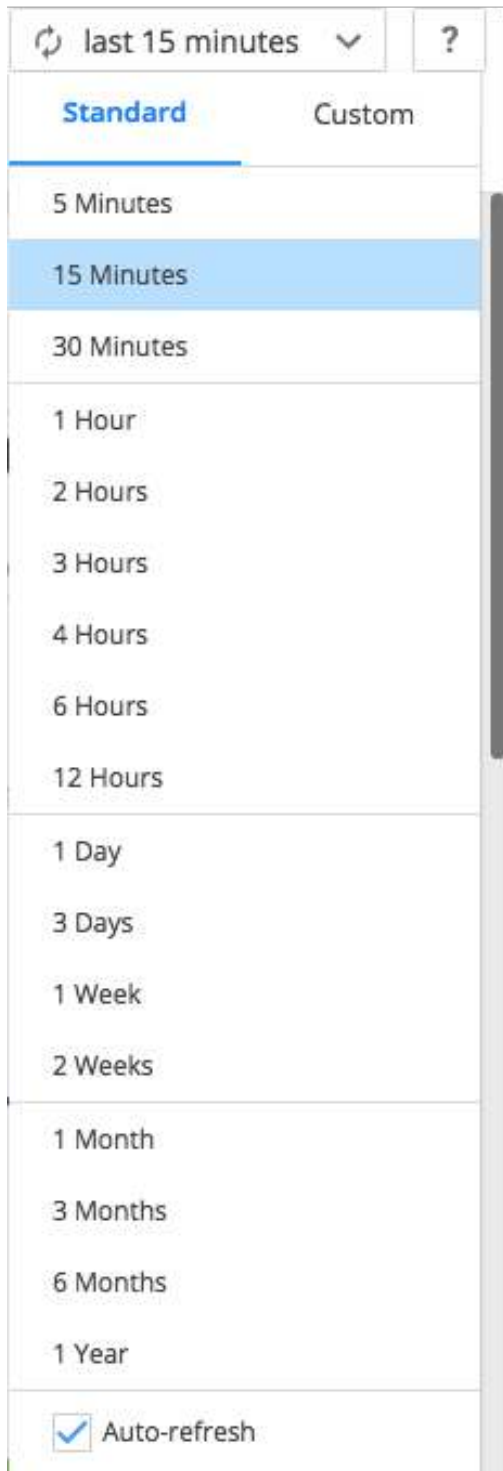 last 15 minutes ?
Standard Custom
5 Minutes
15 Minutes
30 Minutes
1 Hour
2 Hours
3 Hours
4 Hours
6 Hours
12 Hours
1 Day
3 Days
1 Week
2 Weeks
1 Month
3 Months
6 Months
1 Year
Auto-refresh